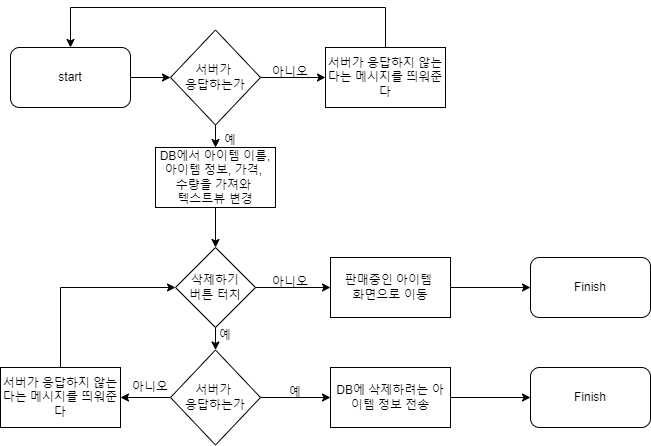 start
서버가
응답하는가
아니오
서버가 응답하지 않는
다는 메시지를 띄워준
다
예
DB에서 아이템 이름,
아이템 정보, 가격,
수량을 가져와
텍스트뷰 변경
삭제하기
버튼 터치
아니오
판매중인 아이템
화면으로 이동
Finish
예
서버가 응답하지 않는
다는 메시지를 띄워준
다
아니오
서버가
응답하는가
예
DB에 삭제하려는 아
이템 정보 전송
Finish